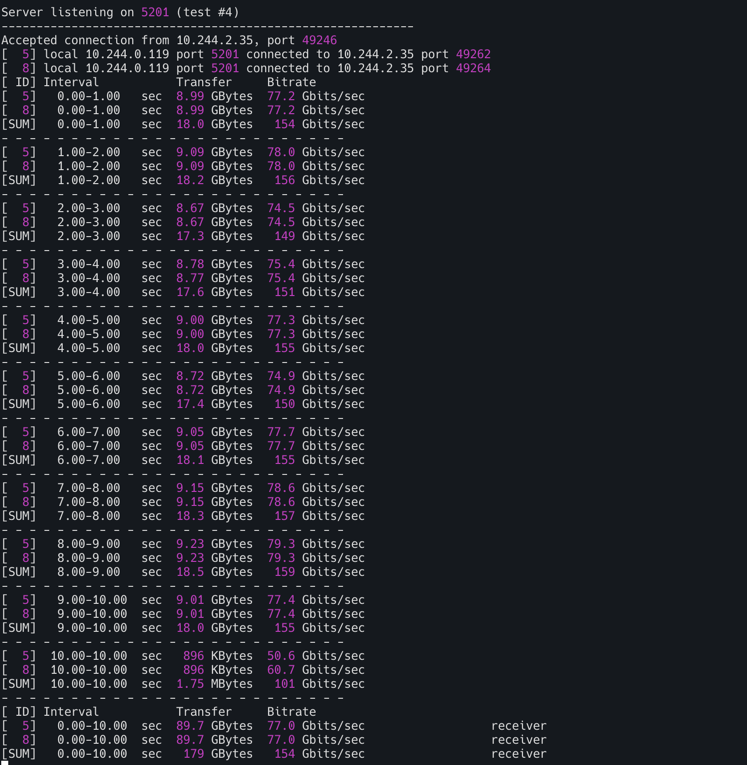 Server listening on 5201 (test #4)
-----------------------------------------------------------
Accepted connection from 10.244.2.35, port 49246
[  5] local 10.244.0.119 port 5201 connected to 10.244.2.35 port 49262
[  8] local 10.244.0.119 port 5201 connected to 10.244.2.35 port 49264
[ ID] Interval           Transfer     Bitrate
[  5]   0.00-1.00   sec  8.99 GBytes  77.2 Gbits/sec
[  8]   0.00-1.00   sec  8.99 GBytes  77.2 Gbits/sec
[SUM]   0.00-1.00   sec  18.0 GBytes   154 Gbits/sec
- - - - - - - - - - - - - - - - - - - - - - - - -
[  5]   1.00-2.00   sec  9.09 GBytes  78.0 Gbits/sec
[  8]   1.00-2.00   sec  9.09 GBytes  78.0 Gbits/sec
[SUM]   1.00-2.00   sec  18.2 GBytes   156 Gbits/sec
- - - - - - - - - - - - - - - - - - - - - - - - -
[  5]   2.00-3.00   sec  8.67 GBytes  74.5 Gbits/sec
[  8]   2.00-3.00   sec  8.67 GBytes  74.5 Gbits/sec
[SUM]   2.00-3.00   sec  17.3 GBytes   149 Gbits/sec
- - - - - - - - - - - - - - - - - - - - - - - - -
[  5]   3.00-4.00   sec  8.78 GBytes  75.4 Gbits/sec
[  8]   3.00-4.00   sec  8.77 GBytes  75.4 Gbits/sec
[SUM]   3.00-4.00   sec  17.6 GBytes   151 Gbits/sec
- - - - - - - - - - - - - - - - - - - - - - - - -
[  5]   4.00-5.00   sec  9.00 GBytes  77.3 Gbits/sec
[  8]   4.00-5.00   sec  9.00 GBytes  77.3 Gbits/sec
[SUM]   4.00-5.00   sec  18.0 GBytes   155 Gbits/sec
- - - - - - - - - - - - - - - - - - - - - - - - -
[  5]   5.00-6.00   sec  8.72 GBytes  74.9 Gbits/sec
[  8]   5.00-6.00   sec  8.72 GBytes  74.9 Gbits/sec
[SUM]   5.00-6.00   sec  17.4 GBytes   150 Gbits/sec
- - - - - - - - - - - - - - - - - - - - - - - - -
[  5]   6.00-7.00   sec  9.05 GBytes  77.7 Gbits/sec
[  8]   6.00-7.00   sec  9.05 GBytes  77.7 Gbits/sec
[SUM]   6.00-7.00   sec  18.1 GBytes   155 Gbits/sec
- - - - - - - - - - - - - - - - - - - - - - - - -
[  5]   7.00-8.00   sec  9.15 GBytes  78.6 Gbits/sec
[  8]   7.00-8.00   sec  9.15 GBytes  78.6 Gbits/sec
[SUM]   7.00-8.00   sec  18.3 GBytes   157 Gbits/sec
- - - - - - - - - - - - - - - - - - - - - - - - -
[  5]   8.00-9.00   sec  9.23 GBytes  79.3 Gbits/sec
[  8]   8.00-9.00   sec  9.23 GBytes  79.3 Gbits/sec
[SUM]   8.00-9.00   sec  18.5 GBytes   159 Gbits/sec
- - - - - - - - - - - - - - - - - - - - - - - - -
[  5]   9.00-10.00  sec  9.01 GBytes  77.4 Gbits/sec
[  8]   9.00-10.00  sec  9.01 GBytes  77.4 Gbits/sec
[SUM]   9.00-10.00  sec  18.0 GBytes   155 Gbits/sec
- - - - - - - - - - - - - - - - - - - - - - - - -
[  5]  10.00-10.00  sec   896 KBytes  50.6 Gbits/sec
[  8]  10.00-10.00  sec   896 KBytes  60.7 Gbits/sec
[SUM]  10.00-10.00  sec  1.75 MBytes   101 Gbits/sec
- - - - - - - - - - - - - - - - - - - - - - - - -
[ ID] Interval           Transfer     Bitrate
[  5]   0.00-10.00  sec  89.7 GBytes  77.0 Gbits/sec                  receiver
[  8]   0.00-10.00  sec  89.7 GBytes  77.0 Gbits/sec                  receiver
[SUM]   0.00-10.00  sec   179 GBytes   154 Gbits/sec                  receiver